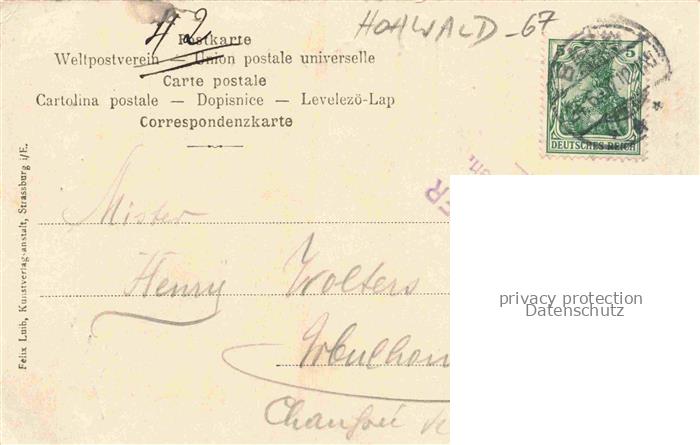 42
HOHWALD - 67
Postkarte
Weltpostverein — Union postale universelle
Carte postale
Cartolina postale — Dopisnice — Levelezö-Lap
Correspondenzkarte
5 5
DEUTSCHES REICH
Felix Luib, Kunstverlag-anstalt, Strassburg i/E.
Mister
Henry Wolters
privacy protection
Datenschutz